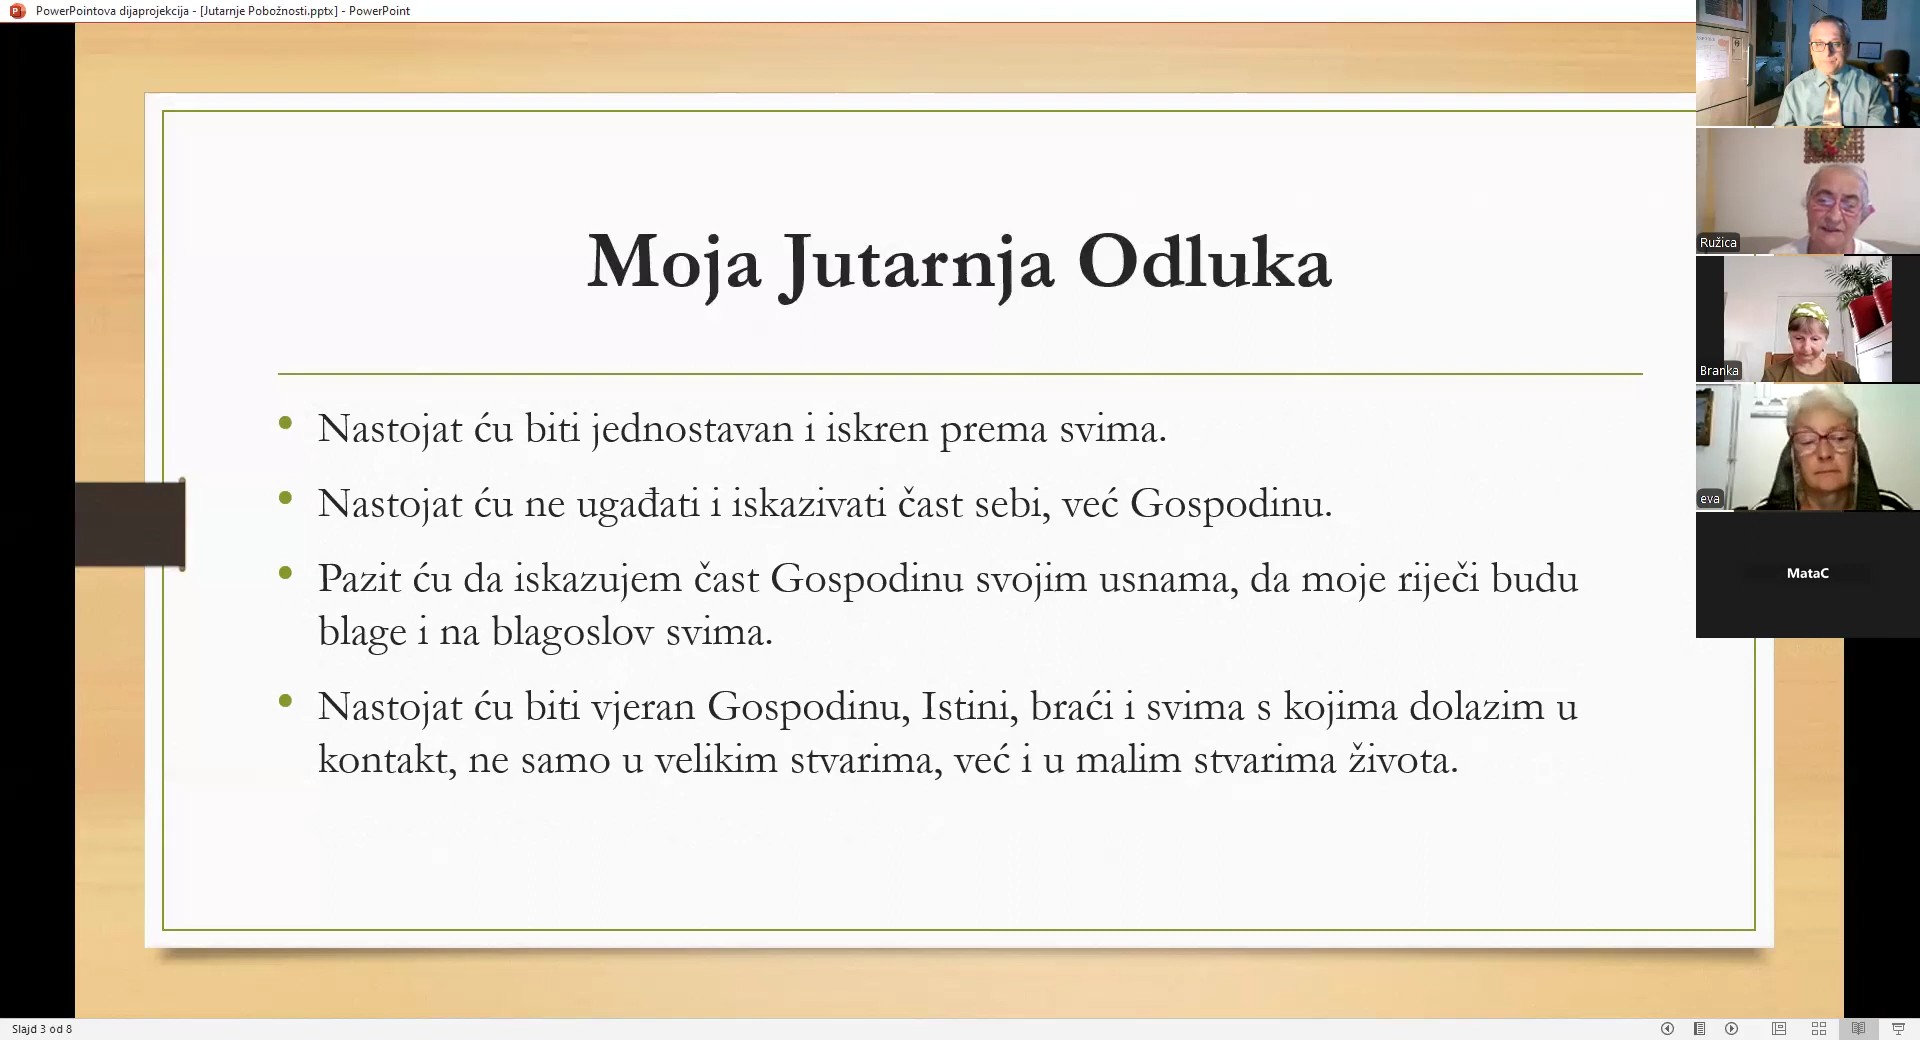 PowerPointova dijaprojekcija - [Jutarnje Pobožnosti.pptx] - PowerPoint
Moja Jutarnja Odluka
Nastojat ću biti jednostavan i iskren prema svima.
Nastojat ću ne ugađati i iskazivati čast sebi, već Gospodinu.
Pazit ću da iskazujem čast Gospodinu svojim usnama, da moje riječi budu
blage i na blagoslov svima.
Nastojat ću biti vjeran Gospodinu, Istini, braći i svima s kojima dolazim u
kontakt, ne samo u velikim stvarima, već i u malim stvarima života.
Ružica
Branka
eva
MataC
Slajd 3 od 8